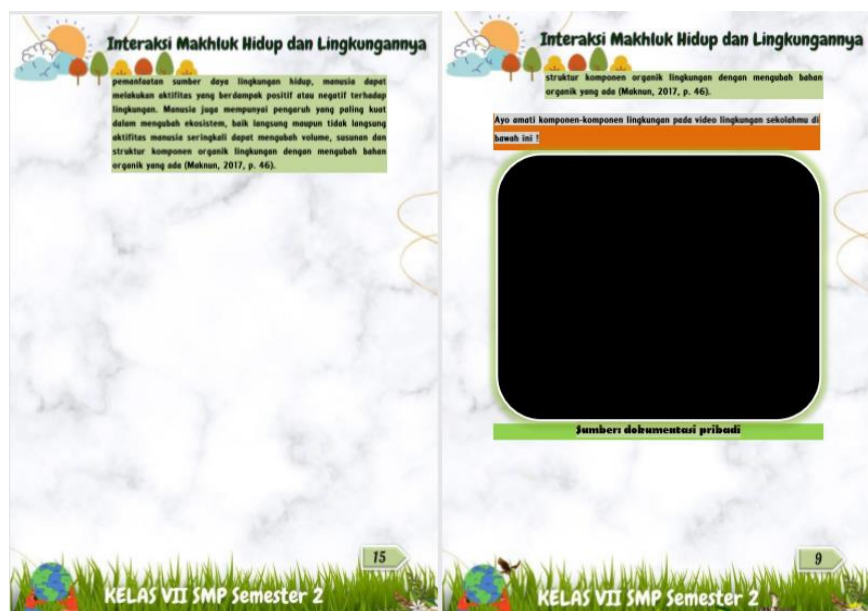 Interaksi Makhluk Hidup dan Lingkungannya
pemanfaatan sumber daya lingkungan hidup, manusia dapat
melakukan aktifitas yang berdampak positif atau negatif terhadap
lingkungan. Manusia juga mempunyai pengaruh yang paling kuat
dalam mengubah ekosistem, baik langsung maupun tidak langsung
aktifitas manusia seringkali dapat mengubah volume, susunan dan
struktur komponen organik lingkungan dengan mengubah bahan
organik yang ada (Maknun, 2017, p. 46).
15
KELAS VII SMP Semester 2
Interaksi Makhluk Hidup dan Lingkungannya
struktur komponen organik lingkungan dengan mengubah bahan
organik yang ada (Maknun, 2017, p. 46).
Ayo amati komponen-komponen lingkungan pada video lingkungan sekolahmu di
bawah ini !
Sumber: dokumentasi pribadi
9
KELAS VII SMP Semester 2